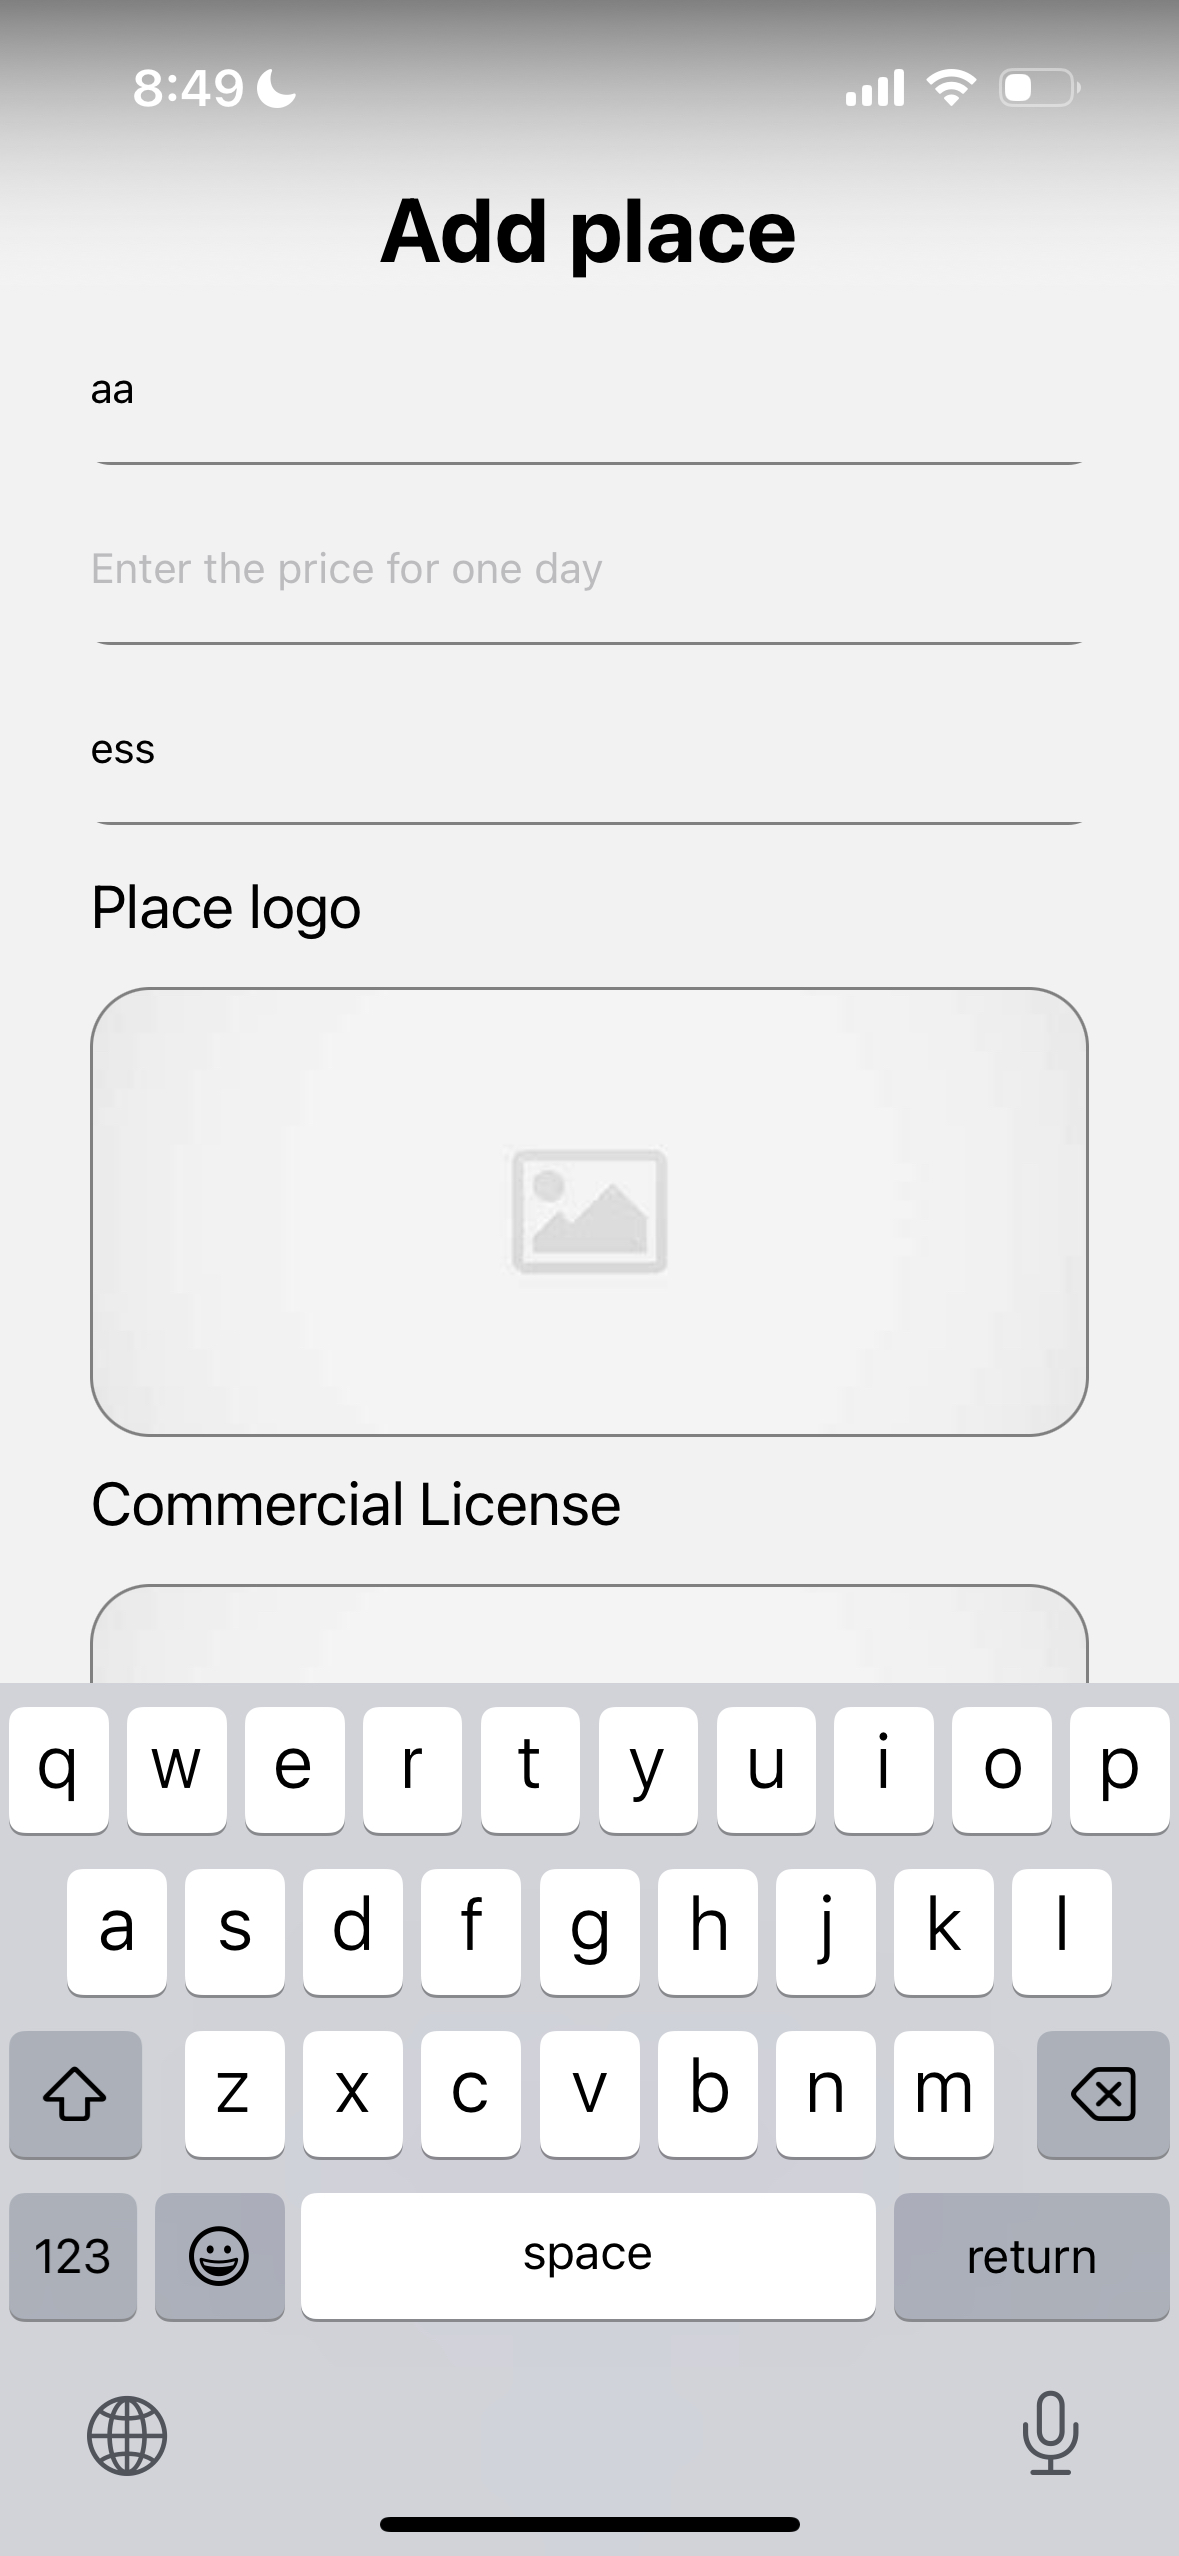 8:49
Add place
aa
Enter the price for one day
ess
Place logo
Commercial License
q w e r t y u i o p
a s d f g h j k l
z x c v b n m
123 space return